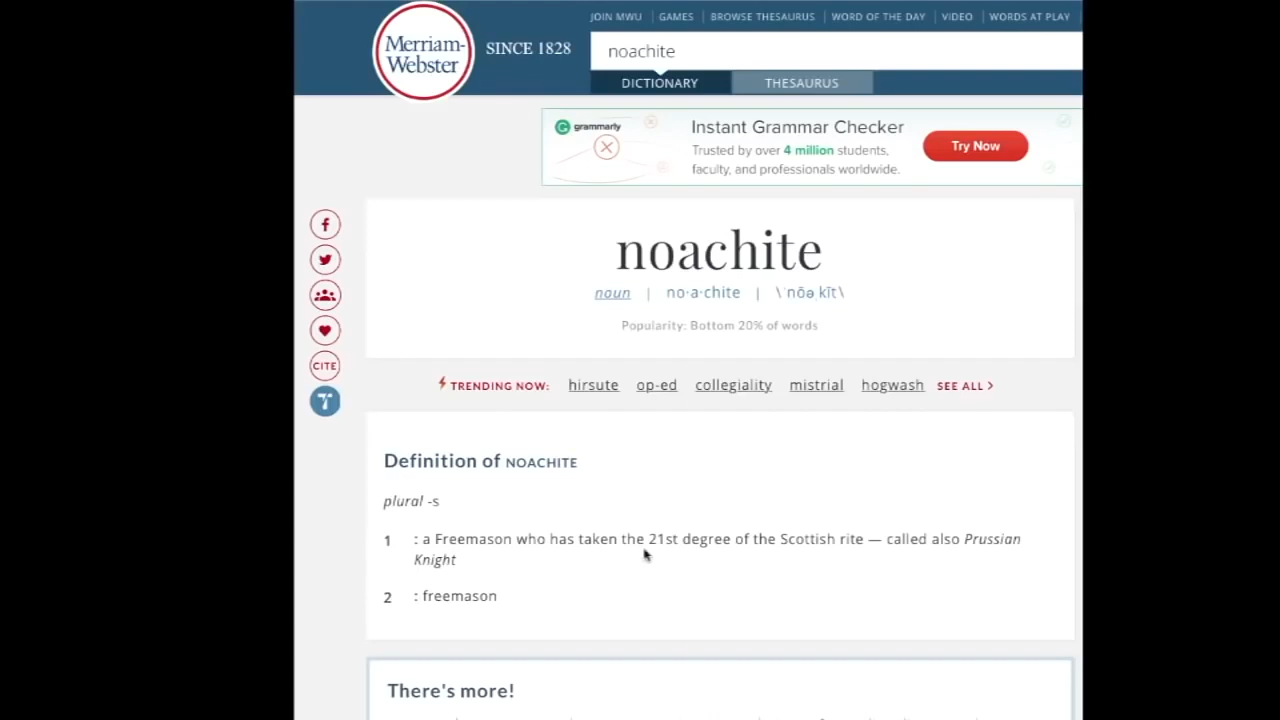 JOIN MWU GAMES BROWSE THESAURUS WORD OF THE DAY VIDEO WORDS AT PLAY
Merriam-
Webster
SINCE 1828
noachite
DICTIONARY THESAURUS
grammarly
Instant Grammar Checker
Trusted by over 4 million students,
faculty, and professionals worldwide.
Try Now
noachite
noun | no·a·chite | \ˈnōəˌkīt\
Popularity: Bottom 20% of words
CITE
TRENDING NOW: hirsute op-ed collegiality mistrial hogwash SEE ALL >
Definition of NOACHITE
plural -s
1 : a Freemason who has taken the 21st degree of the Scottish rite — called also Prussian
Knight
2 : freemason
There's more!